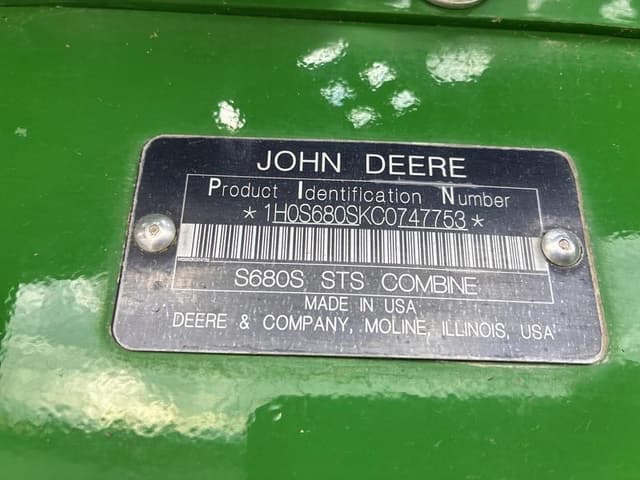 JOHN DEERE
Product Identification Number
*1H0S680SKC0747753*
S680S STS COMBINE
MADE IN USA
DEERE & COMPANY, MOLINE, ILLINOIS, USA